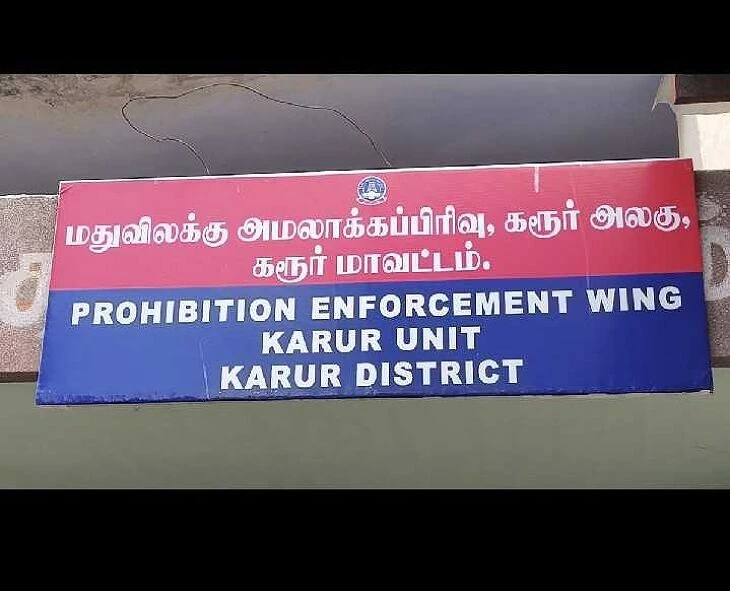 மதுவிலக்கு அமலாக்கப்பிரிவு, கரூர் அலகு,
கரூர் மாவட்டம்.
PROHIBITION ENFORCEMENT WING
KARUR UNIT
KARUR DISTRICT